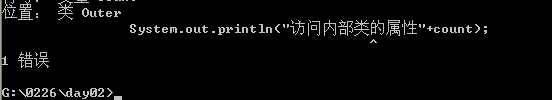 位置： 类 Outer
System.out.println("访问内部类的属性"+count);
^
1 错误
G:\0226\day02>